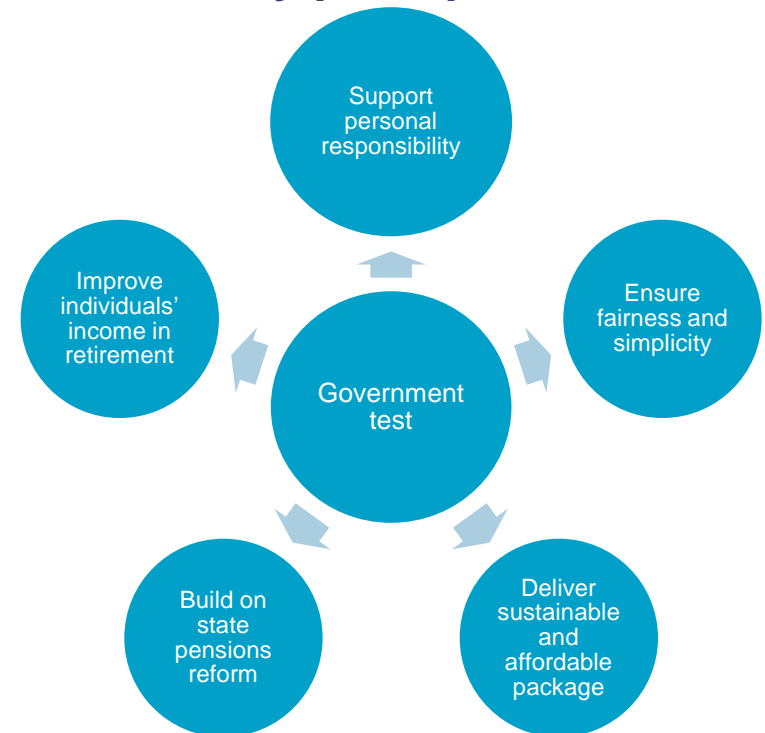 Support
personal
responsibility
Improve
individuals’
income in
retirement
Ensure
fairness and
simplicity
Government
test
Build on
state
pensions
reform
Deliver
sustainable
and
affordable
package